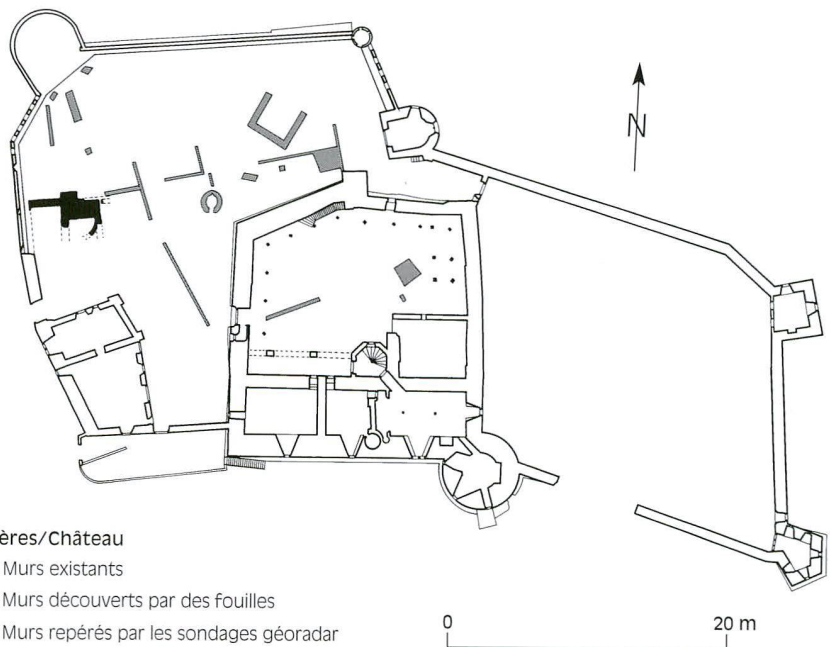 N
ères/Château
Murs existants
Murs découverts par des fouilles
Murs repérés par les sondages géoradar
0 20 m